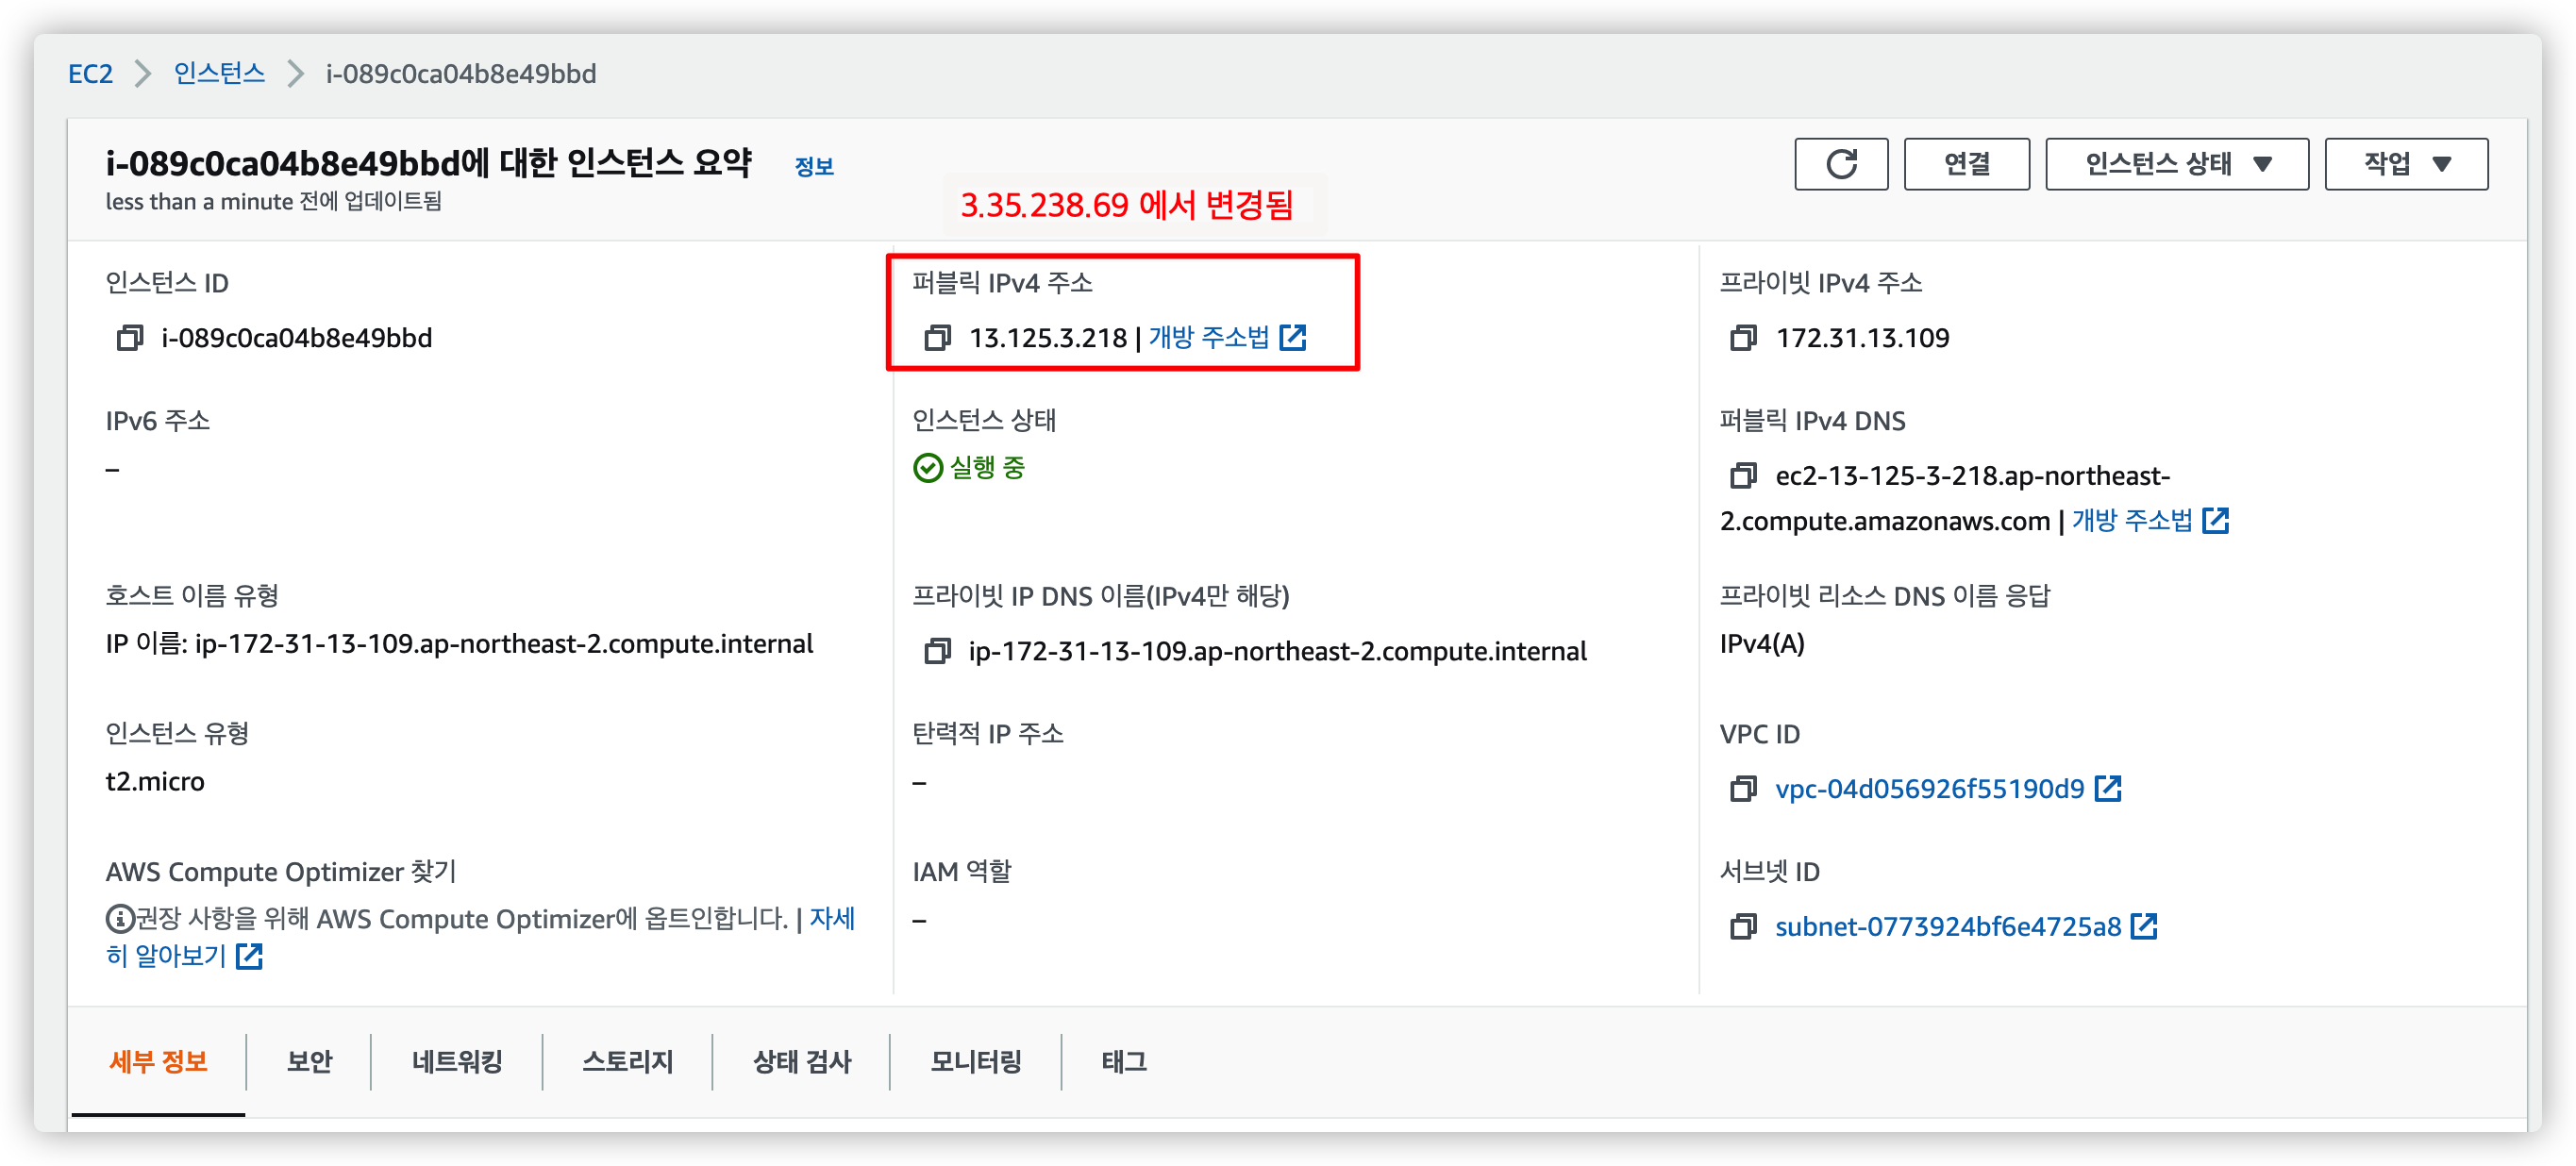 EC2 > 인스턴스 > i-089c0ca04b8e49bbd
i-089c0ca04b8e49bbd에 대한 인스턴스 요약 정보
less than a minute 전에 업데이트됨
3.35.238.69 에서 변경됨
연결
인스턴스 상태 ▼
작업 ▼
인스턴스 ID
i-089c0ca04b8e49bbd
퍼블릭 IPv4 주소
13.125.3.218 | 개방 주소법
프라이빗 IPv4 주소
172.31.13.109
IPv6 주소
–
인스턴스 상태
실행 중
퍼블릭 IPv4 DNS
ec2-13-125-3-218.ap-northeast-
2.compute.amazonaws.com | 개방 주소법
호스트 이름 유형
IP 이름: ip-172-31-13-109.ap-northeast-2.compute.internal
프라이빗 IP DNS 이름(IPv4만 해당)
ip-172-31-13-109.ap-northeast-2.compute.internal
프라이빗 리소스 DNS 이름 응답
IPv4(A)
인스턴스 유형
t2.micro
탄력적 IP 주소
–
VPC ID
vpc-04d056926f55190d9
AWS Compute Optimizer 찾기
권장 사항을 위해 AWS Compute Optimizer에 옵트인합니다. | 자세
히 알아보기
IAM 역할
–
서브넷 ID
subnet-0773924bf6e4725a8
세부 정보
보안
네트워킹
스토리지
상태 검사
모니터링
태그